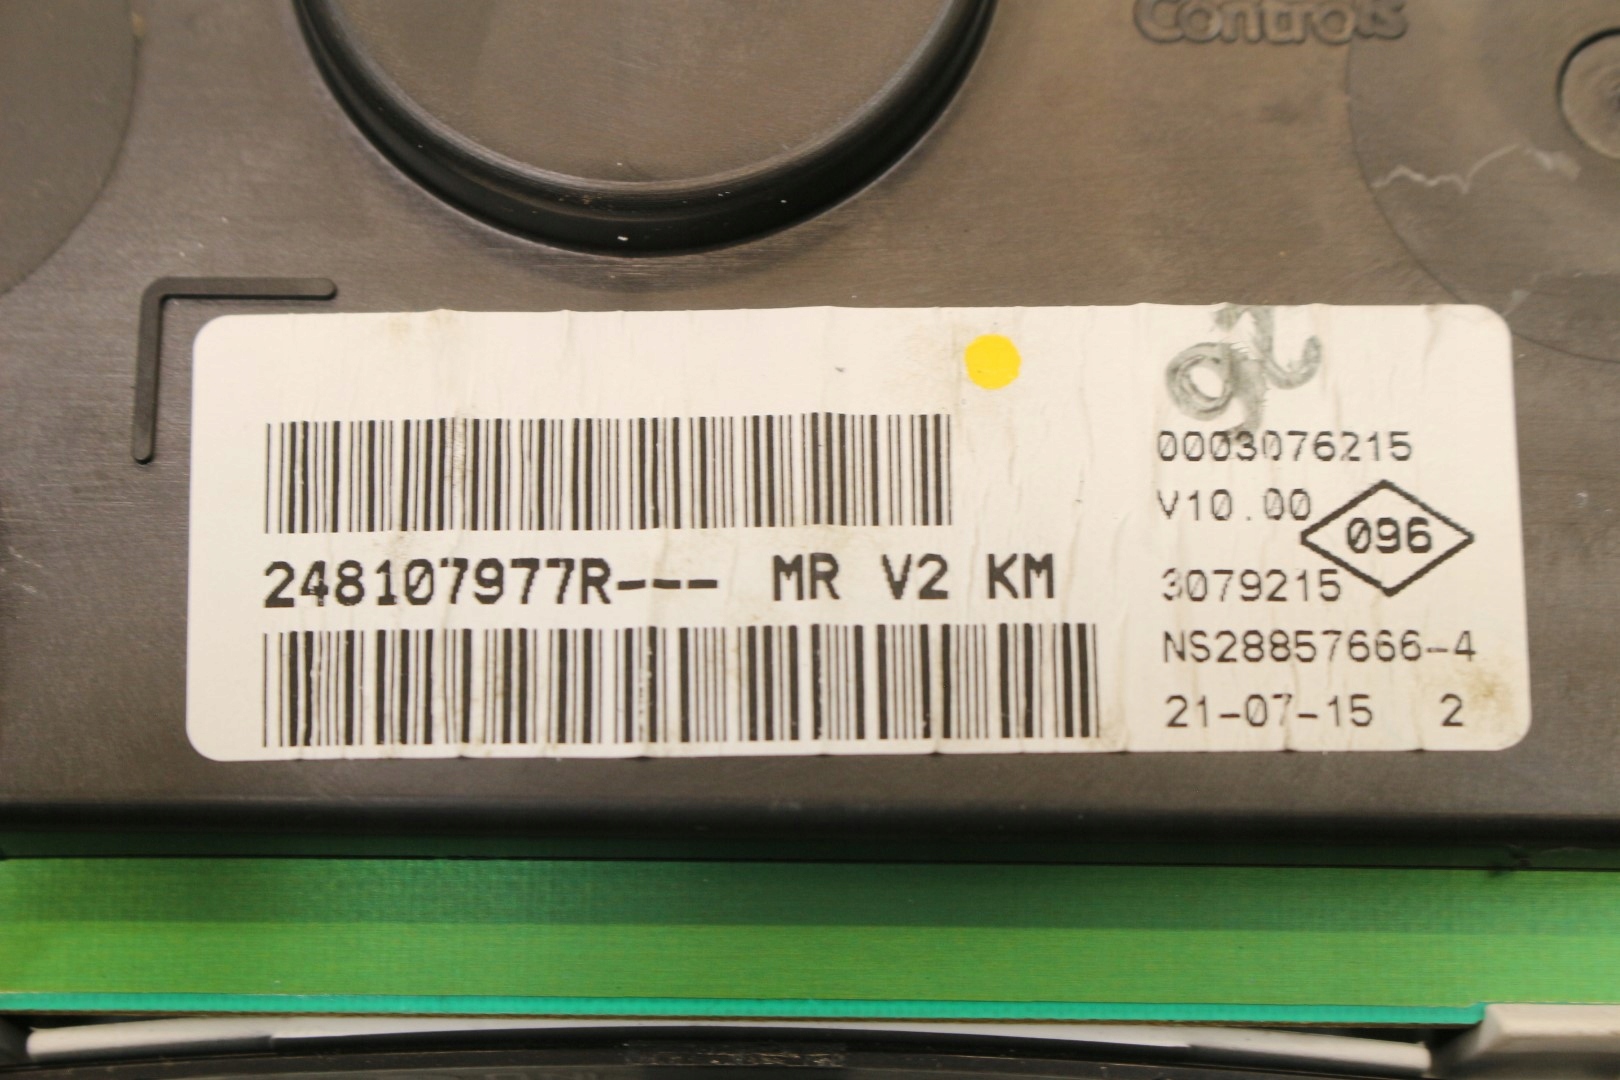 Controls
0003076215
V10.00
096
248107977R--- MR V2 KM
3079215
NS28857666-4
21-07-15 2